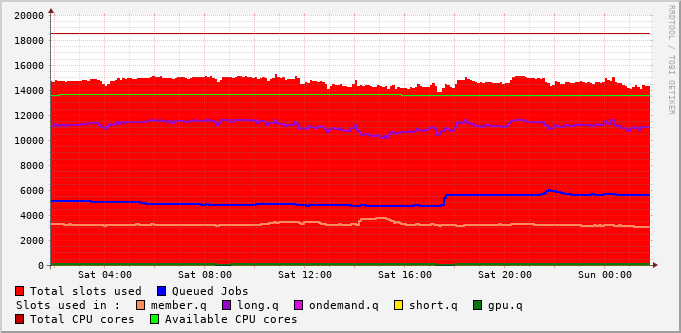 20000
18000
16000
14000
12000
10000
8000
6000
4000
2000
0
Sat 04:00 Sat 08:00 Sat 12:00 Sat 16:00 Sat 20:00 Sun 00:00
Total slots used Queued Jobs
Slots used in : member.q long.q ondemand.q short.q gpu.q
Total CPU cores Available CPU cores
RRDTOOL / TOBI OETIKER